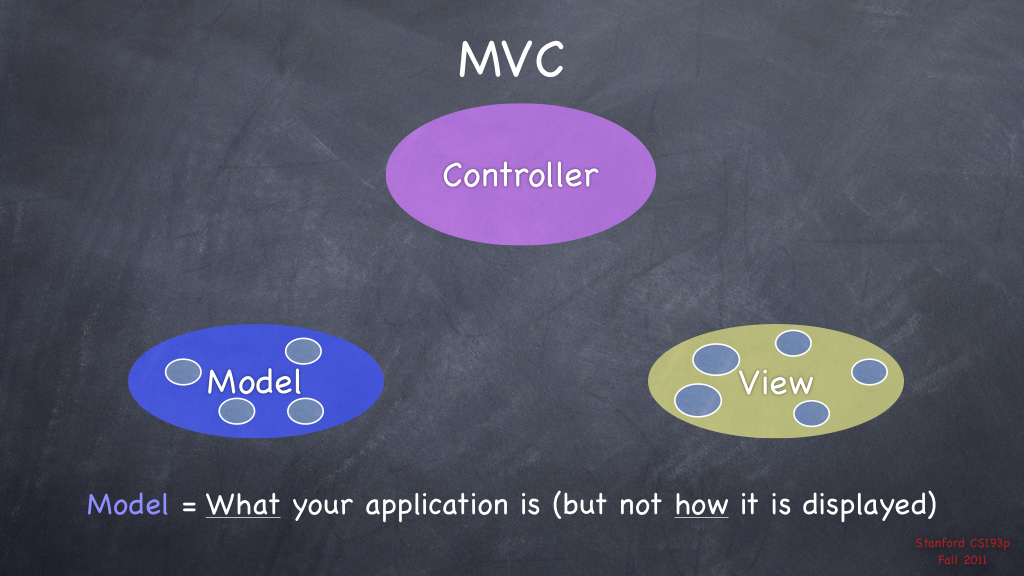 MVC
Controller
Model
View
Model = What your application is (but not how it is displayed)
Stanford CS193p
Fall 2011